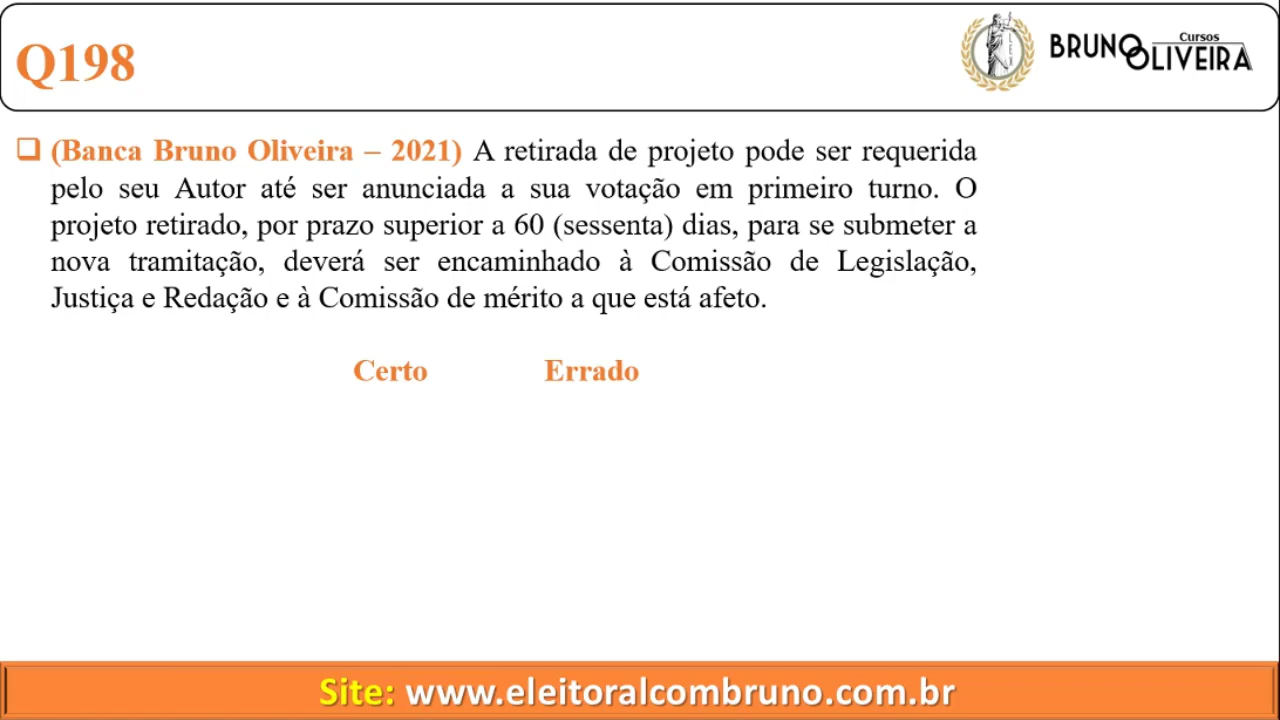 Q198
Cursos
BRUNO
OLIVEIRA
(Banca Bruno Oliveira – 2021) A retirada de projeto pode ser requerida
pelo seu Autor até ser anunciada a sua votação em primeiro turno. O
projeto retirado, por prazo superior a 60 (sessenta) dias, para se submeter a
nova tramitação, deverá ser encaminhado à Comissão de Legislação,
Justiça e Redação e à Comissão de mérito a que está afeto.
Certo Errado
Site: www.eleitoralcombruno.com.br